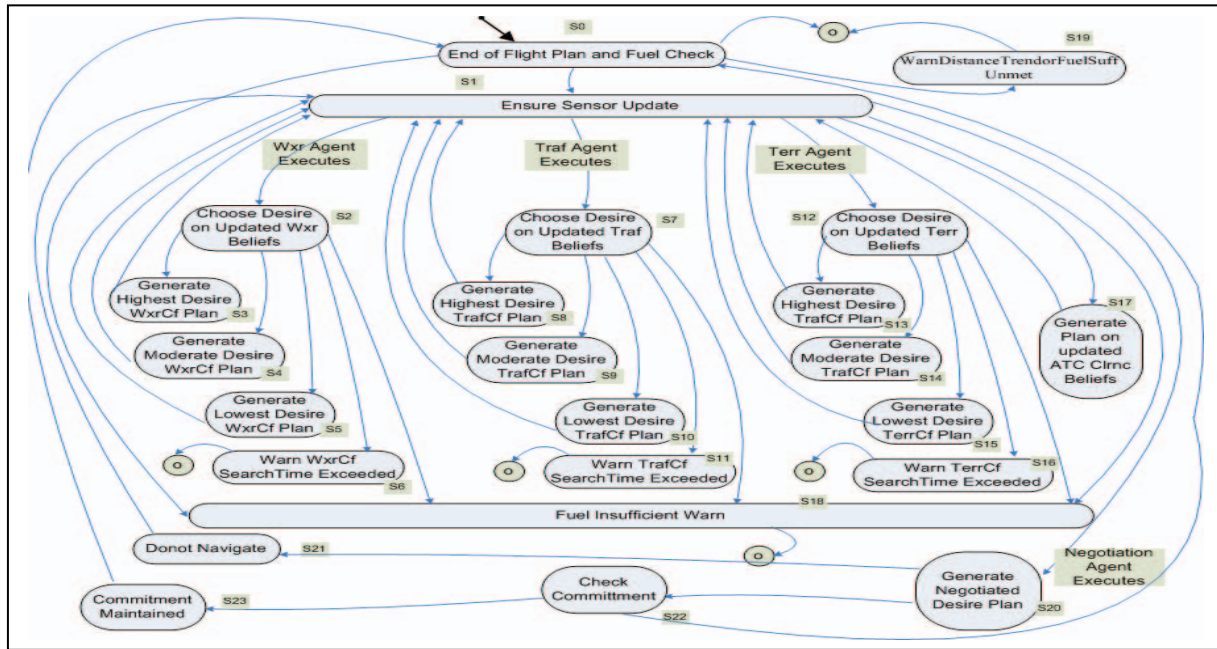 S0
End of Flight Plan and Fuel Check
O
S19
WarnDistanceTrendorFuelSuff
Unmet
S1
Ensure Sensor Update
Wxr Agent
Executes
Traf Agent
Executes
Terr Agent
Executes
Choose Desire
on Updated Wxr
Beliefs
S2
Choose Desire
on Updated Traf
Beliefs
S7
S12
Choose Desire
on Updated Terr
Beliefs
Generate
Highest Desire
WxrCf Plan
S3
Generate
Highest Desire
TrafCf Plan
S8
Generate
Highest Desire
TrafCf Plan
S13
S17
Generate
Plan on
updated
ATC Clrnc
Beliefs
Generate
Moderate Desire
WxrCf Plan
S4
Generate
Moderate Desire
TrafCf Plan
S9
Generate
Moderate Desire
TrafCf Plan
S14
Generate
Lowest Desire
WxrCf Plan
S5
Generate
Lowest Desire
TrafCf Plan
S10
Generate
Lowest Desire
TerrCf Plan
S15
O
Warn WxrCf
SearchTime Exceeded
S6
O
Warn TrafCf
SearchTime Exceeded
S11
O
Warn TerrCf
SearchTime Exceeded
S16
S18
Fuel Insufficient Warn
Donot Navigate
S21
O
Negotiation
Agent
Executes
Generate
Negotiated
Desire Plan
S20
Check
Committment
S22
Commitment
Maintained
S23